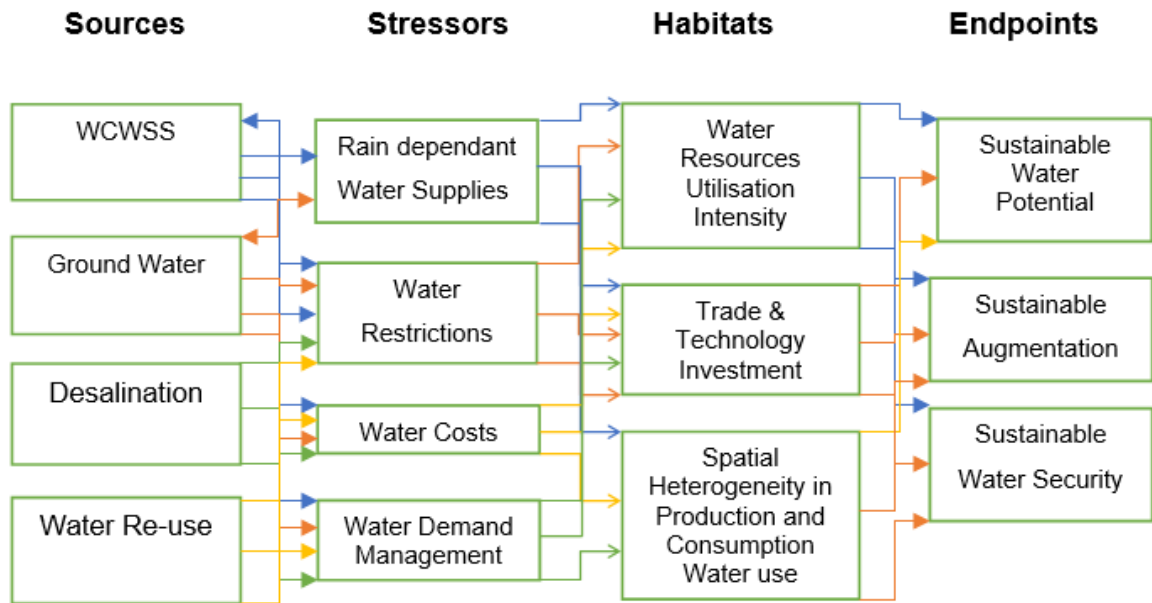 Sources
Stressors
Habitats
Endpoints
WCWSS
Ground Water
Desalination
Water Re-use
Rain dependant
Water Supplies
Water
Restrictions
Water Costs
Water Demand
Management
Water
Resources
Utilisation
Intensity
Trade &
Technology
Investment
Spatial
Heterogeneity in
Production and
Consumption
Water use
Sustainable
Water
Potential
Sustainable
Augmentation
Sustainable
Water Security